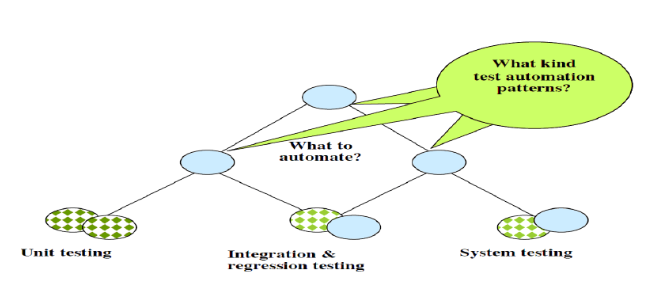 What kind
test automation
patterns?
What to
automate?
Unit testing
Integration &
regression testing
System testing